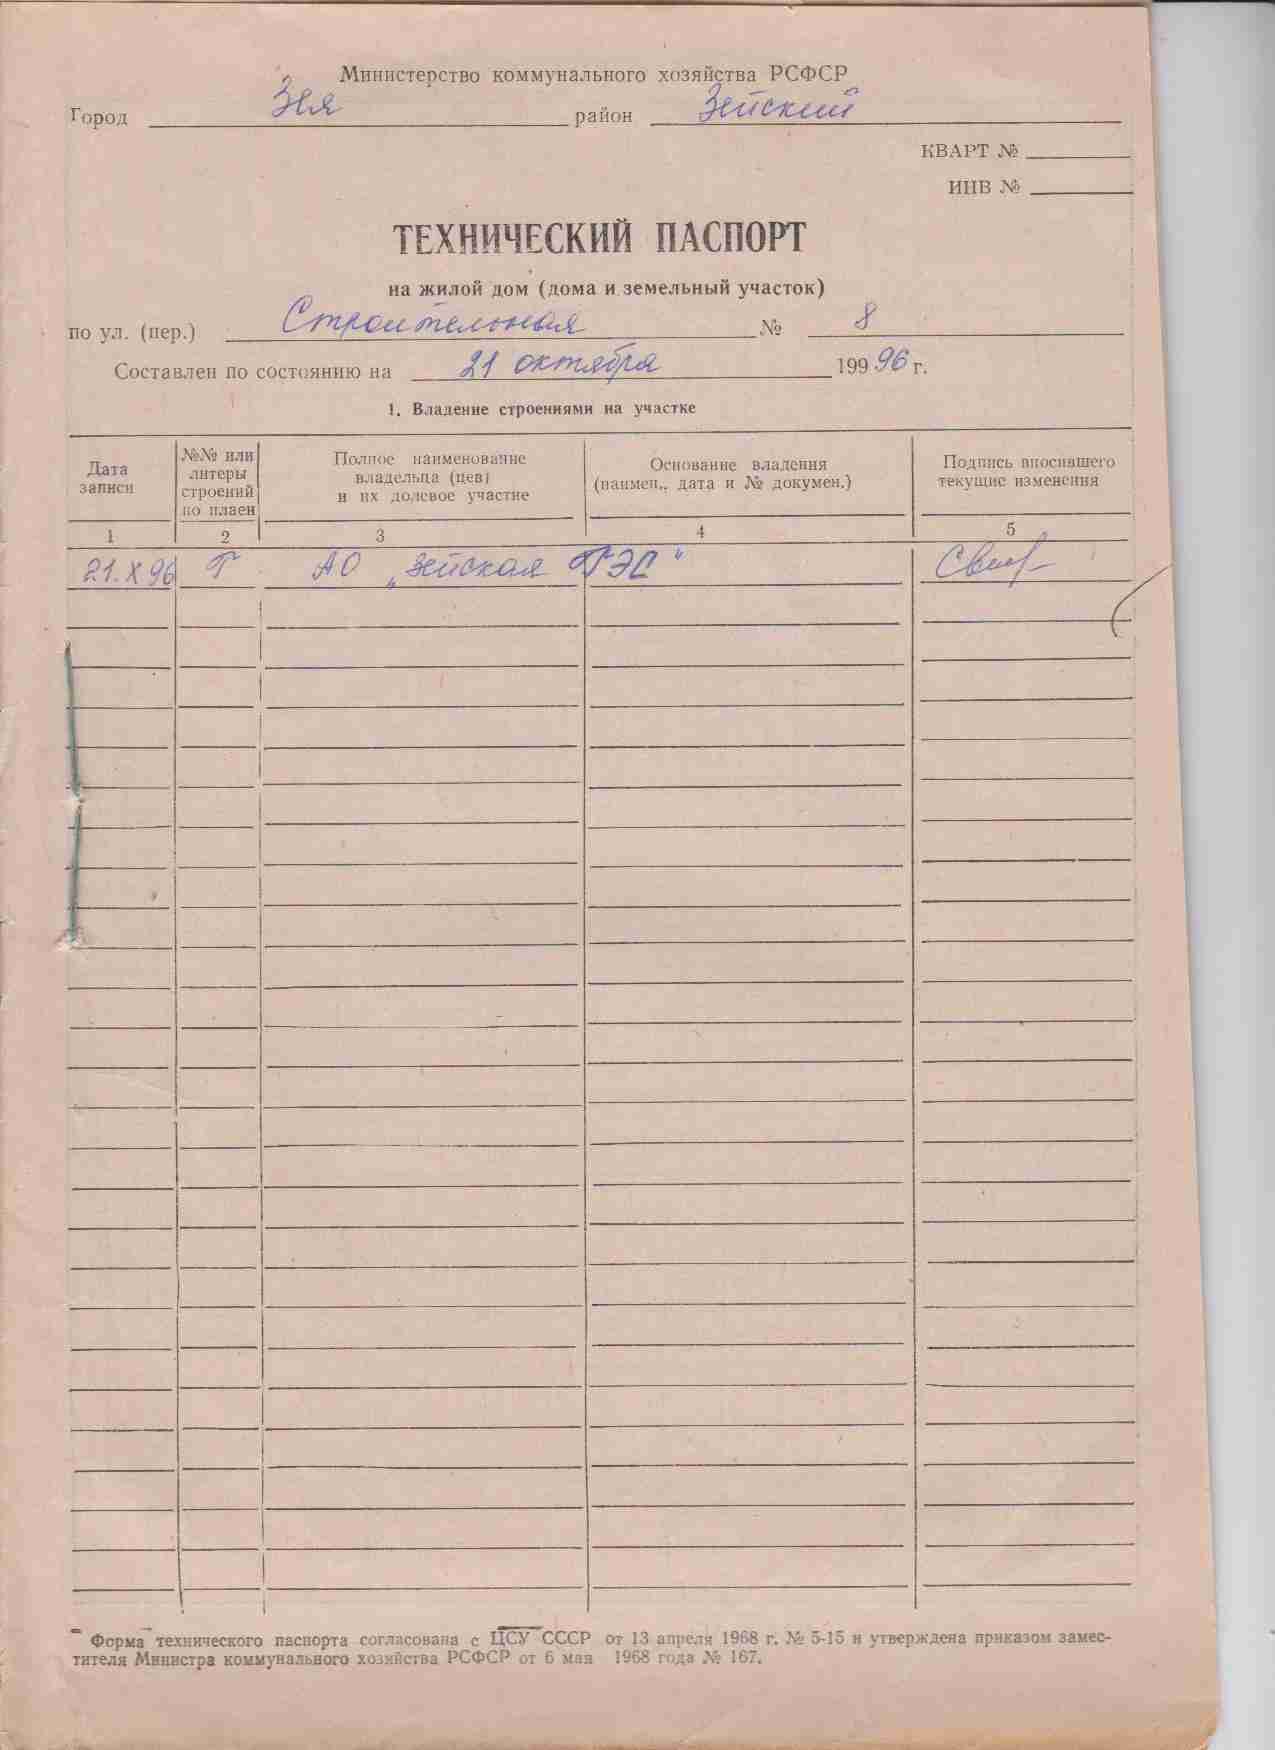 Министерство коммунального хозяйства РСФСР
Город Зея район Зейский
КВАРТ №
ИНВ №
ТЕХНИЧЕСКИЙ ПАСПОРТ
на жилой дом (дома и земельный участок)
по ул. (пер.) Строительная № 8
Составлен по состоянию на 21 октября 199 96 г.
1. Владение строениями на участке
Дата записи
№№ или литеры строений по плаен
Полное наименование владельца (цев) и их долевое участие
Основание владения (наимен., дата и № докумен.)
Подпись вносившего текущие изменения
1 2 3 4 5
21.X 96 Г АО „Зейская ГЭС"
Форма технического паспорта согласована с ЦСУ СССР от 13 апреля 1968 г. № 5-15 и утверждена приказом замес-
тителя Министра коммунального хозяйства РСФСР от 6 мая 1968 года № 167.